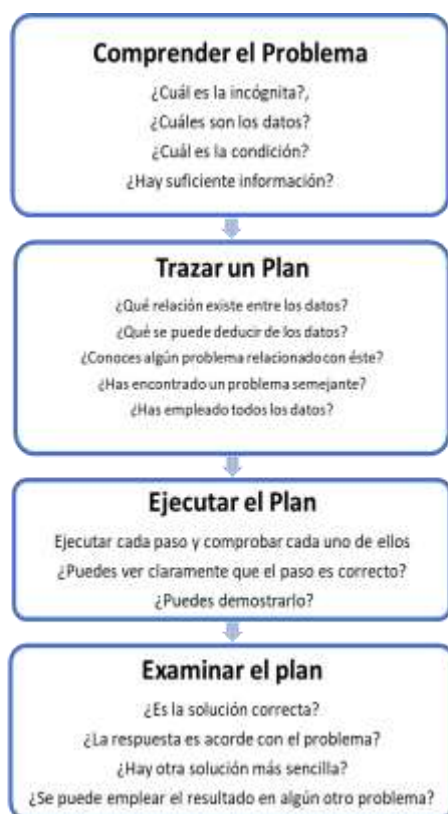 Comprender el Problema
¿Cuál es la incógnita?,
¿Cuáles son los datos?
¿Cuál es la condición?
¿Hay suficiente información?
Trazar un Plan
¿Qué relación existe entre los datos?
¿Qué se puede deducir de los datos?
¿Conoces algún problema relacionado con éste?
¿Has encontrado un problema semejante?
¿Has empleado todos los datos?
Ejecutar el Plan
Ejecutar cada paso y comprobar cada uno de ellos
¿Puedes ver claramente que el paso es correcto?
¿Puedes demostrarlo?
Examinar el plan
¿Es la solución correcta?
¿La respuesta es acorde con el problema?
¿Hay otra solución más sencilla?
¿Se puede emplear el resultado en algún otro problema?